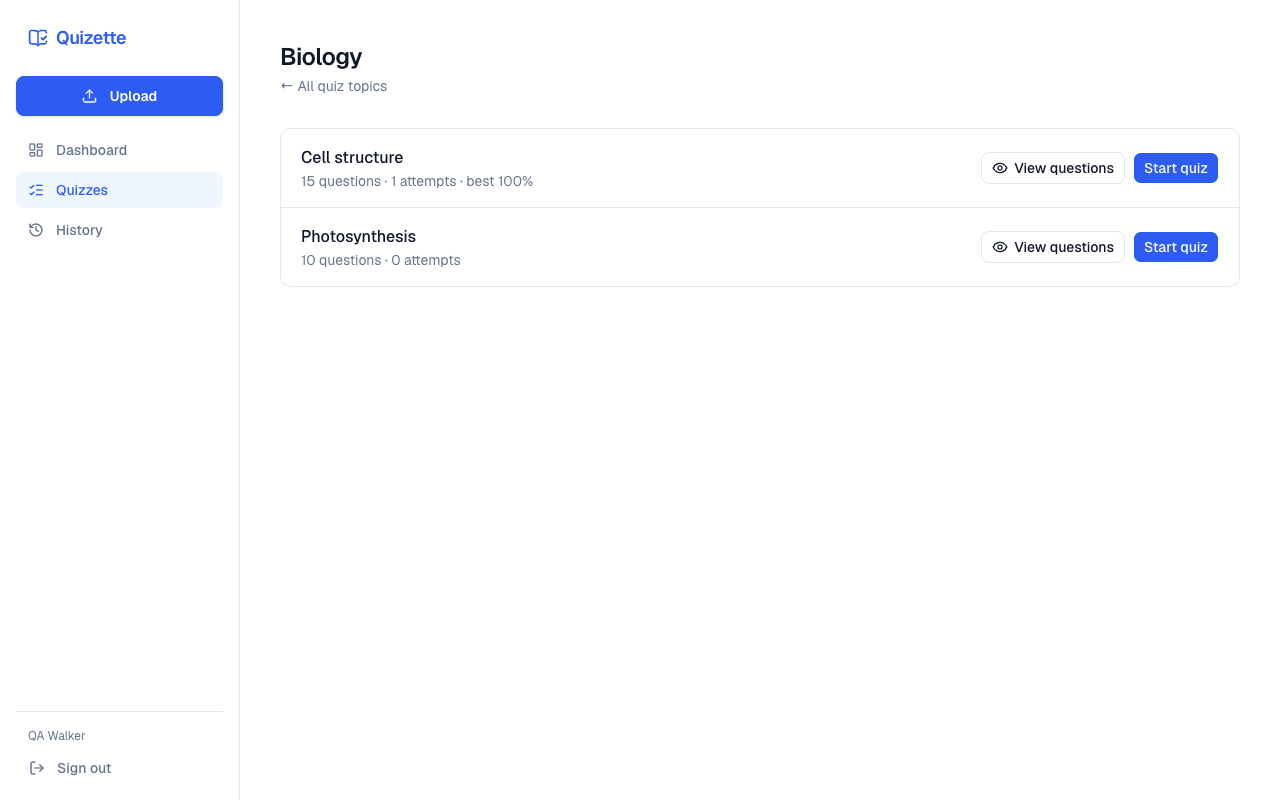 Quizette
Upload
Dashboard
Quizzes
History
QA Walker
Sign out
Biology
← All quiz topics
Cell structure
15 questions · 1 attempts · best 100%
View questions
Start quiz
Photosynthesis
10 questions · 0 attempts
View questions
Start quiz